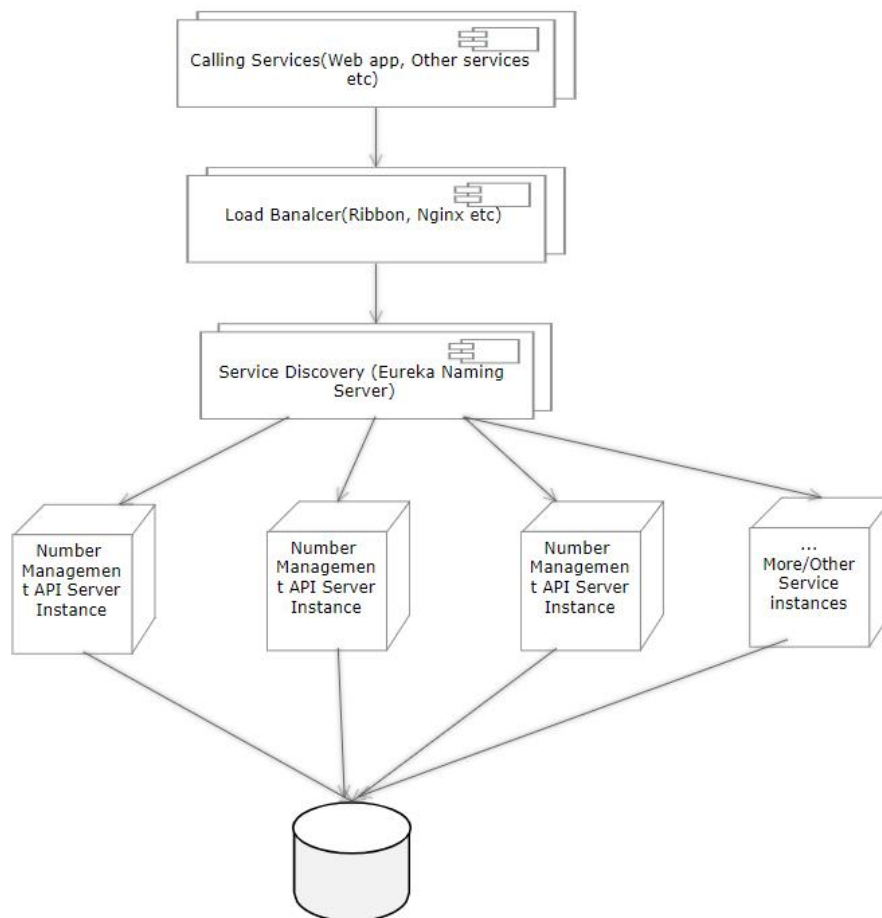 Calling Services(Web app, Other services
etc)
Load Banalcer(Ribbon, Nginx etc)
Service Discovery (Eureka Naming
Server)
Number
Managemen
t API Server
Instance
Number
Managemen
t API Server
Instance
Number
Managemen
t API Server
Instance
...
More/Other
Service
instances